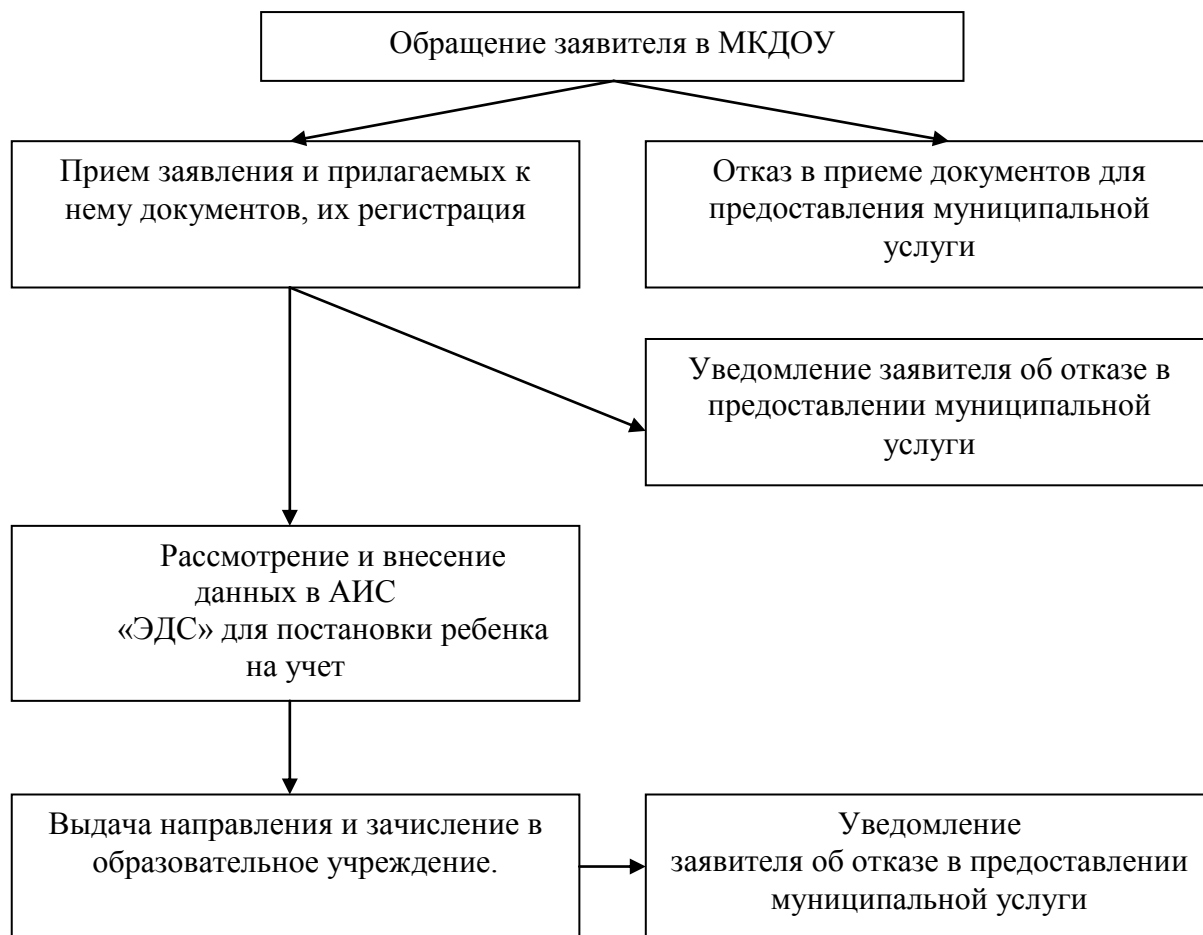 Обращение заявителя в МКДОУ
Прием заявления и прилагаемых к
нему документов, их регистрация
Отказ в приеме документов для
предоставления муниципальной
услуги
Уведомление заявителя об отказе в
предоставлении муниципальной
услуги
Рассмотрение и внесение
данных в АИС
«ЭДС» для постановки ребенка
на учет
Выдача направления и зачисление в
образовательное учреждение.
Уведомление
заявителя об отказе в предоставлении
муниципальной услуги